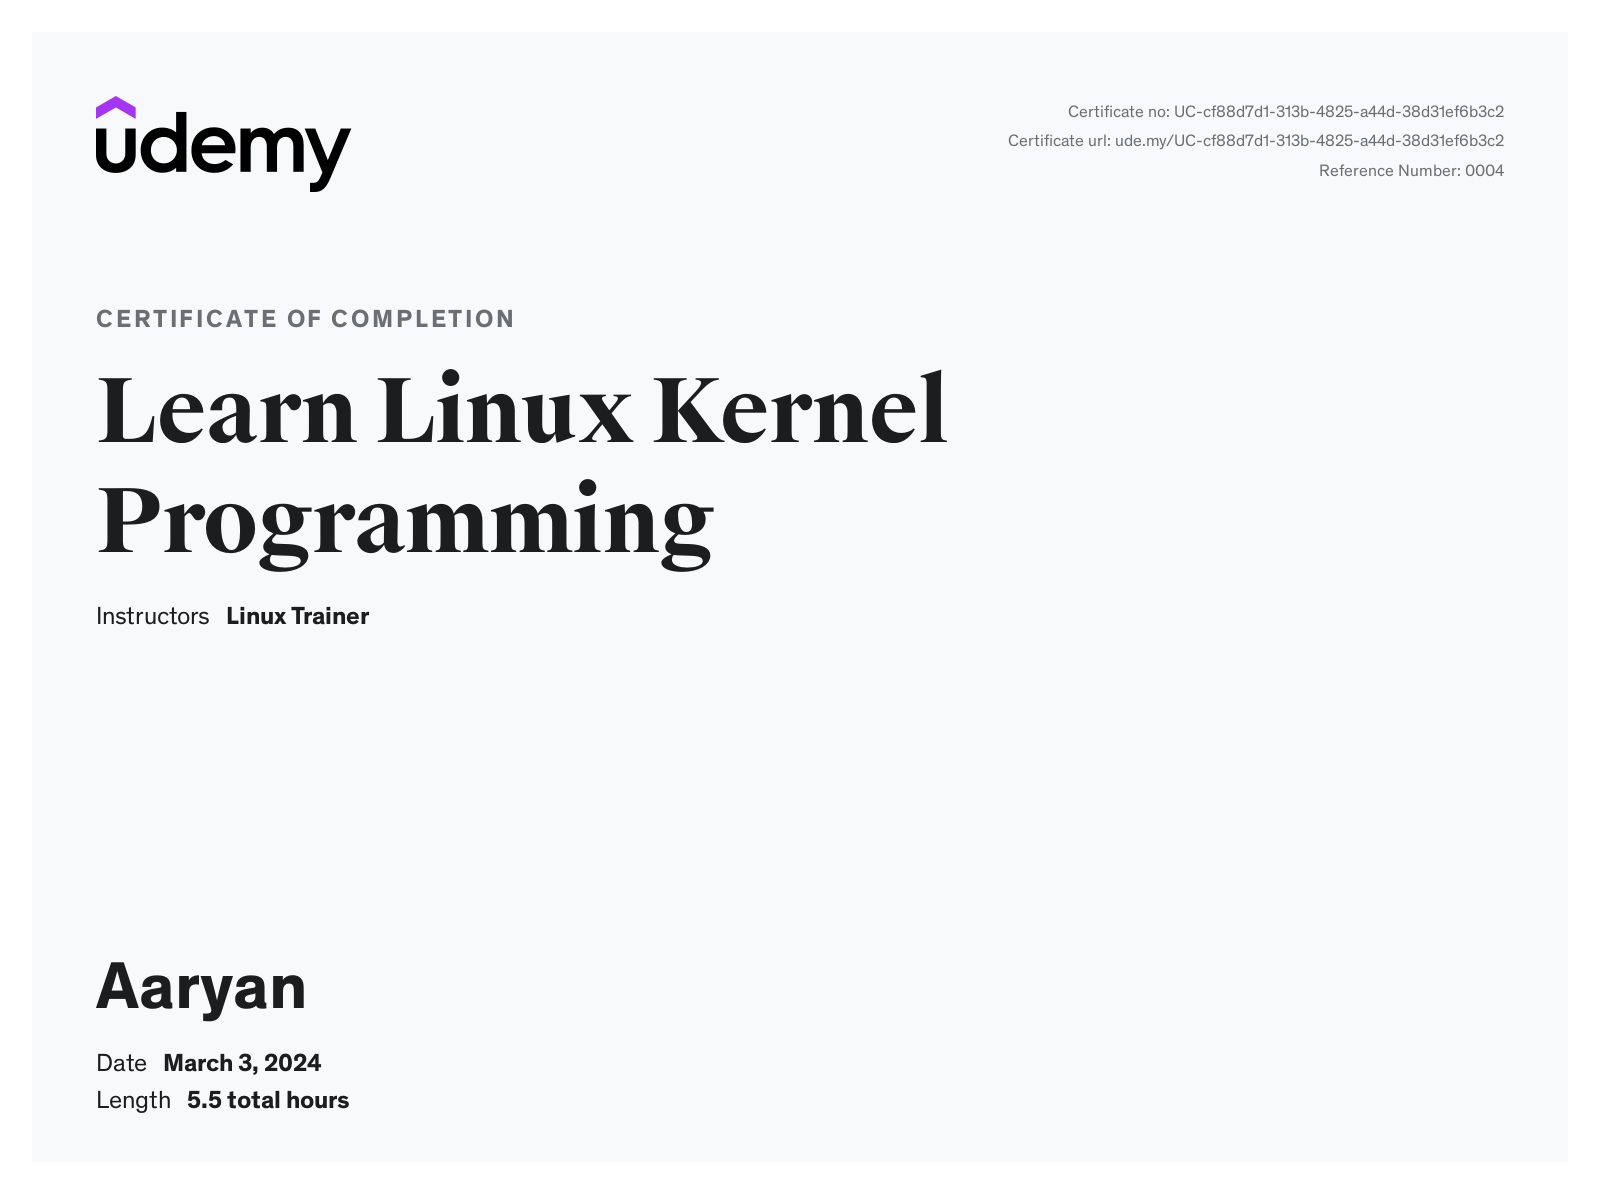 udemy
Certificate no: UC-cf88d7d1-313b-4825-a44d-38d31ef6b3c2
Certificate url: ude.my/UC-cf88d7d1-313b-4825-a44d-38d31ef6b3c2
Reference Number: 0004
CERTIFICATE OF COMPLETION
Learn Linux Kernel
Programming
Instructors Linux Trainer
Aaryan
Date March 3, 2024
Length 5.5 total hours